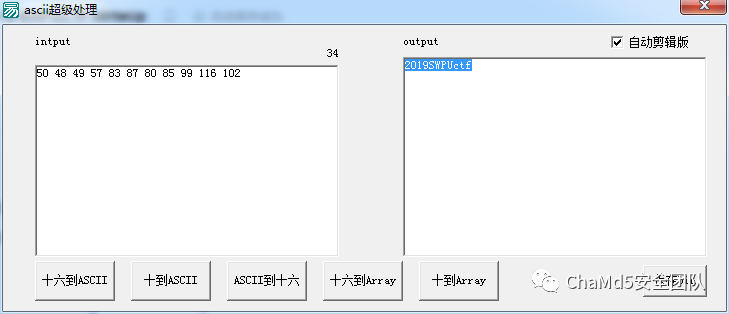 ascii超级处理
intput
34
output
自动剪辑版
50 48 49 57 83 87 80 85 99 116 102
2019SWPUctf
十六到ASCII
十到ASCII
ASCII到十六
十六到Array
十到Array
ChaMd5安全团队